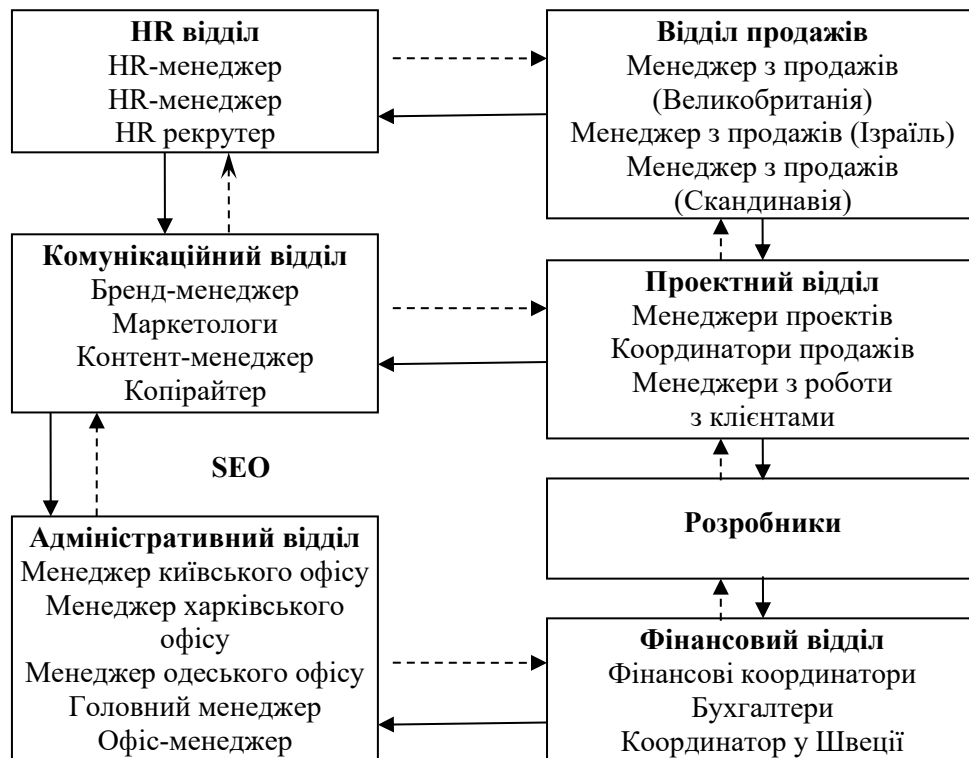 HR відділ
HR-менеджер
HR-менеджер
HR рекрутер
Відділ продажів
Менеджер з продажів
(Великобританія)
Менеджер з продажів (Ізраїль)
Менеджер з продажів
(Скандинавія)
Комунікаційний відділ
Бренд-менеджер
Маркетологи
Контент-менеджер
Копірайтер
Проектний відділ
Менеджери проектів
Координатори продажів
Менеджери з роботи
з клієнтами
SEO
Розробники
Адміністративний відділ
Менеджер київського офісу
Менеджер харківського
офісу
Менеджер одеського офісу
Головний менеджер
Офіс-менеджер
Фінансовий відділ
Фінансові координатори
Бухгалтери
Координатор у Швеції